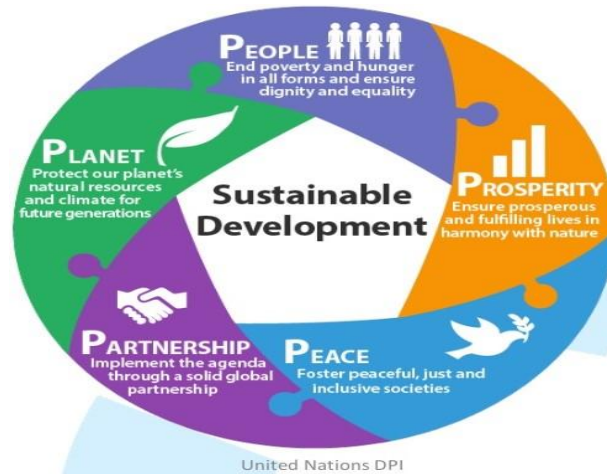 PEOPLE
End poverty and hunger
in all forms and ensure
dignity and equality
PROSPERITY
Ensure prosperous
and fulfilling lives in
harmony with nature
PEACE
Foster peaceful, just and
inclusive societies
PARTNERSHIP
Implement the agenda
through a solid global
partnership
PLANET
Protect our planet's
natural resources
and climate for
future generations
Sustainable
Development
United Nations DPI